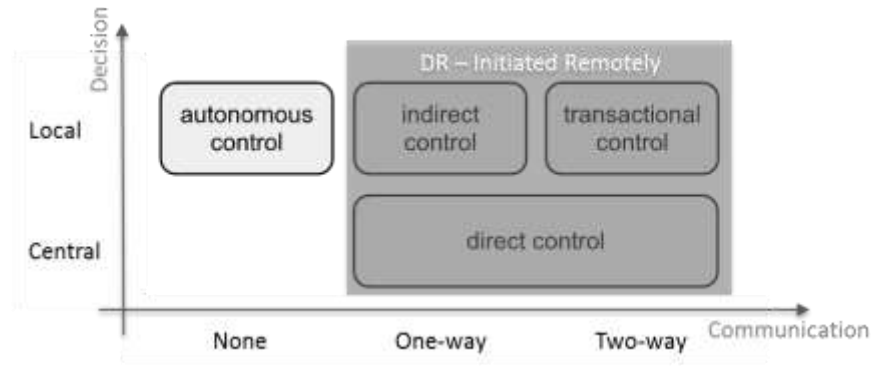 Decision
DR – Initiated Remotely
Local
autonomous
control
indirect
control
transactional
control
Central
direct control
None
One-way
Two-way
Communication